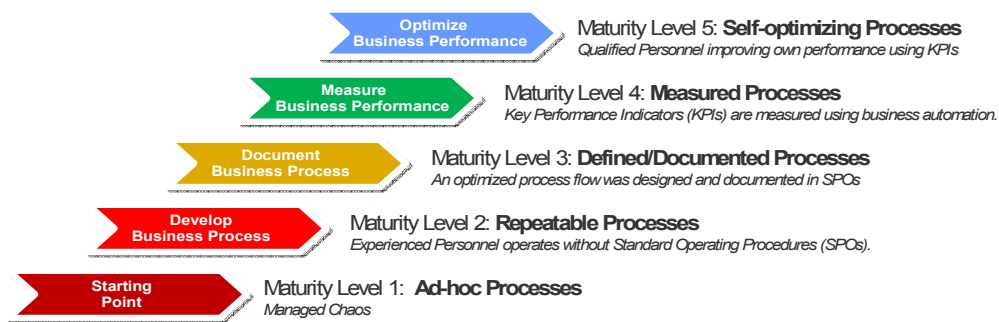 Optimize
Business Performance
Maturity Level 5: Self-optimizing Processes
Qualified Personnel improving own performance using KPIs
Measure
Business Performance
Maturity Level 4: Measured Processes
Key Performance Indicators (KPIs) are measured using business automation.
Document
Business Process
Maturity Level 3: Defined/Documented Processes
An optimized process flow was designed and documented in SPOs
Develop
Business Process
Maturity Level 2: Repeatable Processes
Experienced Personnel operates without Standard Operating Procedures (SPOs).
Starting
Point
Maturity Level 1: Ad-hoc Processes
Managed Chaos